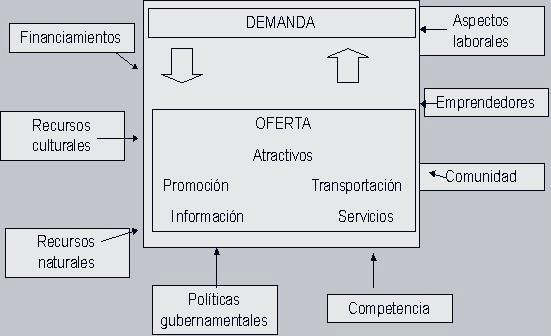 DEMANDA
Aspectos
laborales
Financiamientos
Emprendedores
OFERTA
Recursos
culturales
Atractivos
Promoción
Transportación
Comunidad
Información
Servicios
Recursos
naturales
Políticas
gubernamentales
Competencia